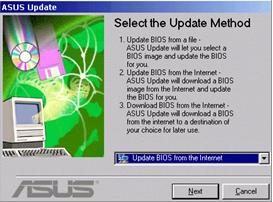 ASUS Update
Select the Update Method
1. Update BIOS from a file -
ASUS Update will let you select a
BIOS image and update the BIOS
for you.
2. Update BIOS from the Internet -
ASUS Update will download a BIOS
image from the Internet and update
the BIOS for you.
3. Download BIOS from the Internet -
ASUS Update will download a BIOS
from the internet to a destination of
your choice for later use.
Update BIOS from the Internet
ASUS
Next
Cancel